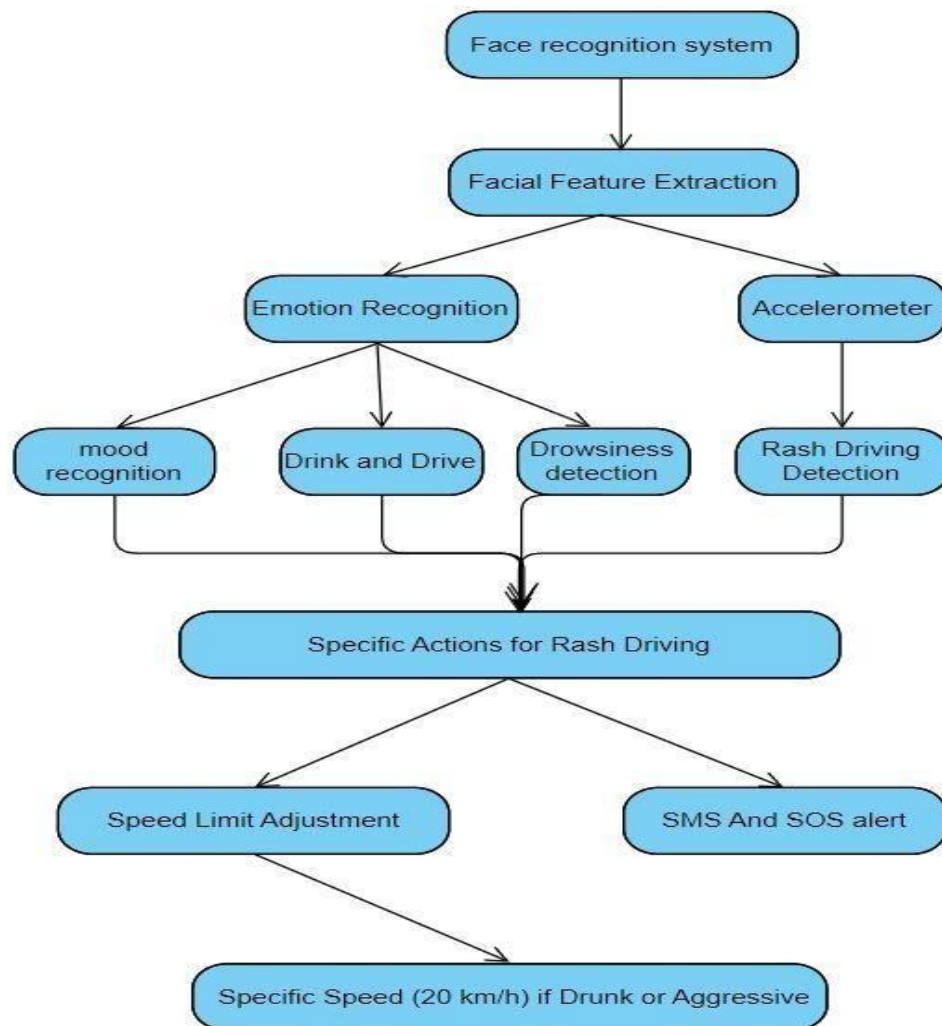 Face recognition system
Facial Feature Extraction
Emotion Recognition
Accelerometer
mood
recognition
Drink and Drive
Drowsiness
detection
Rash Driving
Detection
Specific Actions for Rash Driving
Speed Limit Adjustment
SMS And SOS alert
Specific Speed (20 km/h) if Drunk or Aggressive